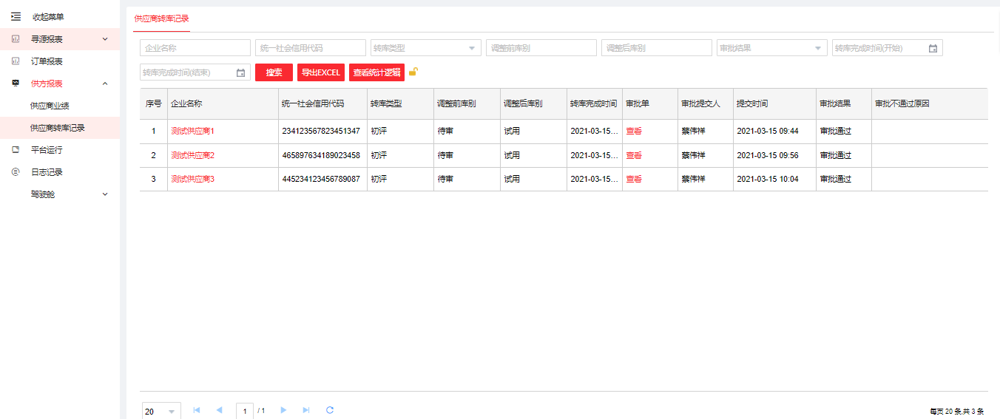 收起菜单
寻源报表
订单报表
供方报表
供应商业绩
供应商转库记录
平台运行
日志记录
驾驶舱
供应商转库记录
企业名称 统一社会信用代码 转库类型 调整前库别 调整后库别 审批结果 转库完成时间(开始)
转库完成时间(结束) 搜索 导出EXCEL 查看统计逻辑
序号 企业名称 统一社会信用代码 转库类型 调整前库别 调整后库别 转库完成时间 审批单 审批提交人 提交时间 审批结果 审批不通过原因
1 测试供应商1 234123567823451347 初评 待审 试用 2021-03-15... 查看 蔡伟祥 2021-03-15 09:44 审批通过
2 测试供应商2 465897634189023458 初评 待审 试用 2021-03-15... 查看 蔡伟祥 2021-03-15 09:56 审批通过
3 测试供应商3 445234123456789087 初评 待审 试用 2021-03-15... 查看 蔡伟祥 2021-03-15 10:04 审批通过
20 1 / 1 每页 20 条,共 3 条